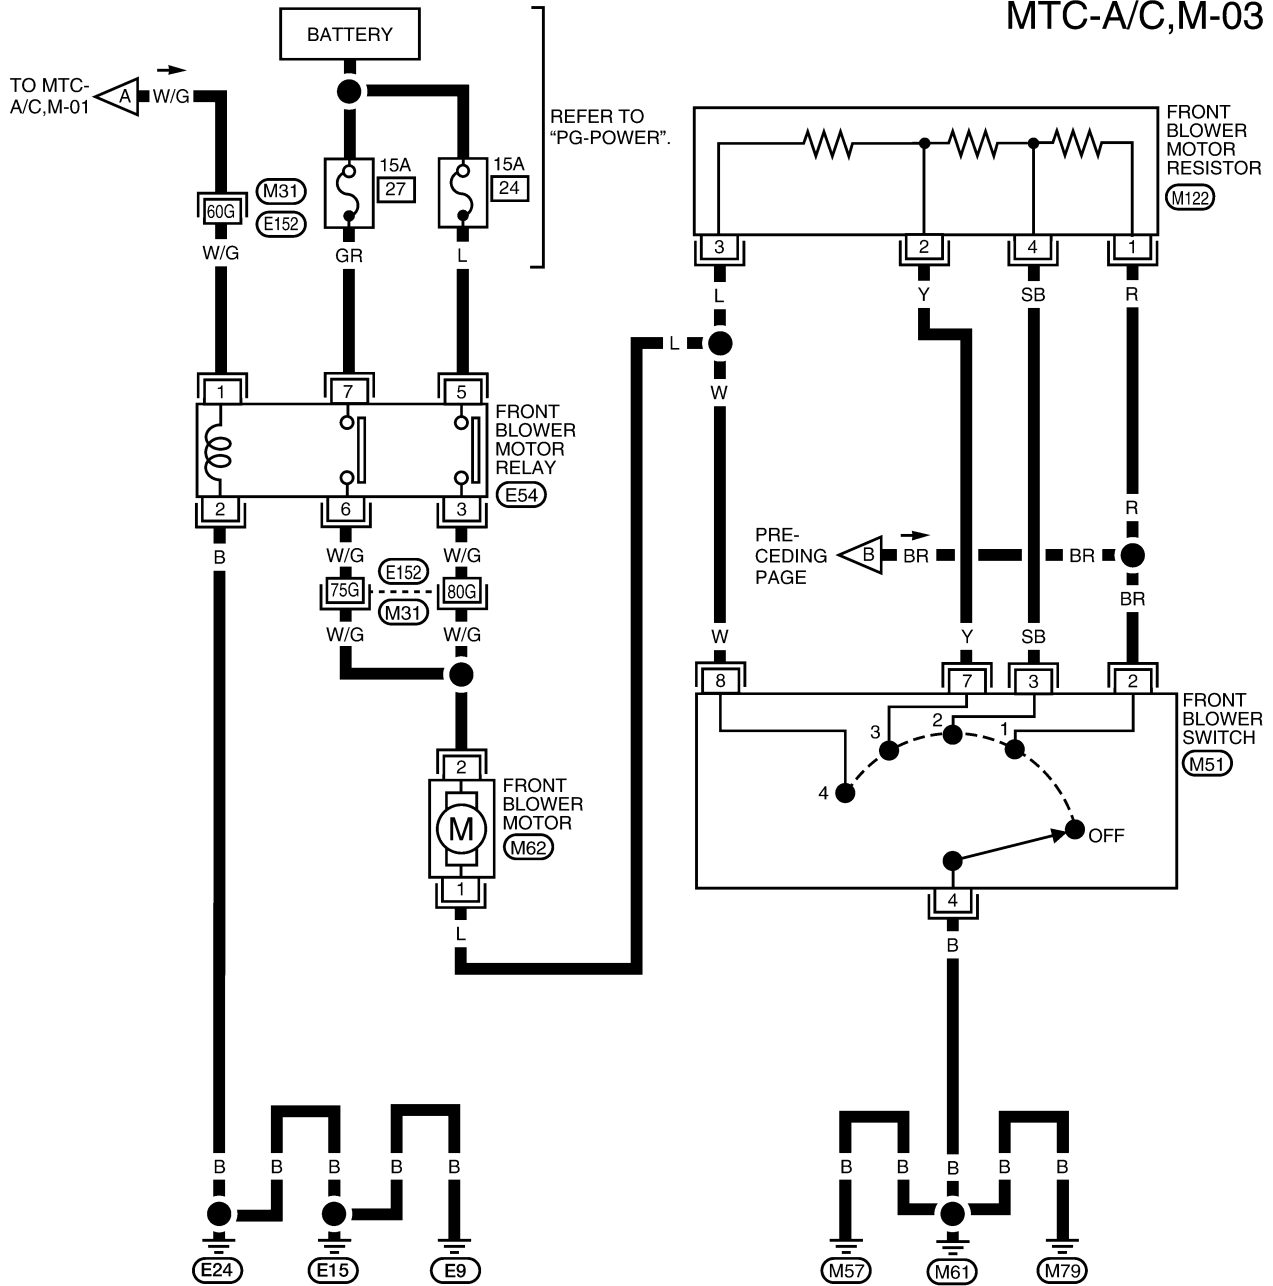 MTC-A/C,M-03
BATTERY
TO MTC-
A/C,M-01
A
W/G
REFER TO
“PG-POWER”.
15A
27
15A
24
60G
M31
E152
W/G
GR
L
1
7
5
FRONT
BLOWER
MOTOR
RELAY
E54
2
6
3
B
W/G
W/G
75G
E152
M31
80G
W/G
W/G
2
M
FRONT
BLOWER
MOTOR
M62
1
L
FRONT
BLOWER
MOTOR
RESISTOR
M122
3
2
4
1
L
Y
SB
R
L
W
R
PRE-
CEDING
PAGE
B
BR
BR
BR
W
Y
SB
8
7
3
2
FRONT
BLOWER
SWITCH
M51
4
3
2
1
OFF
4
B
B
B
B
B
B
B
B
B
B
B
E24
E15
E9
M57
M61
M79